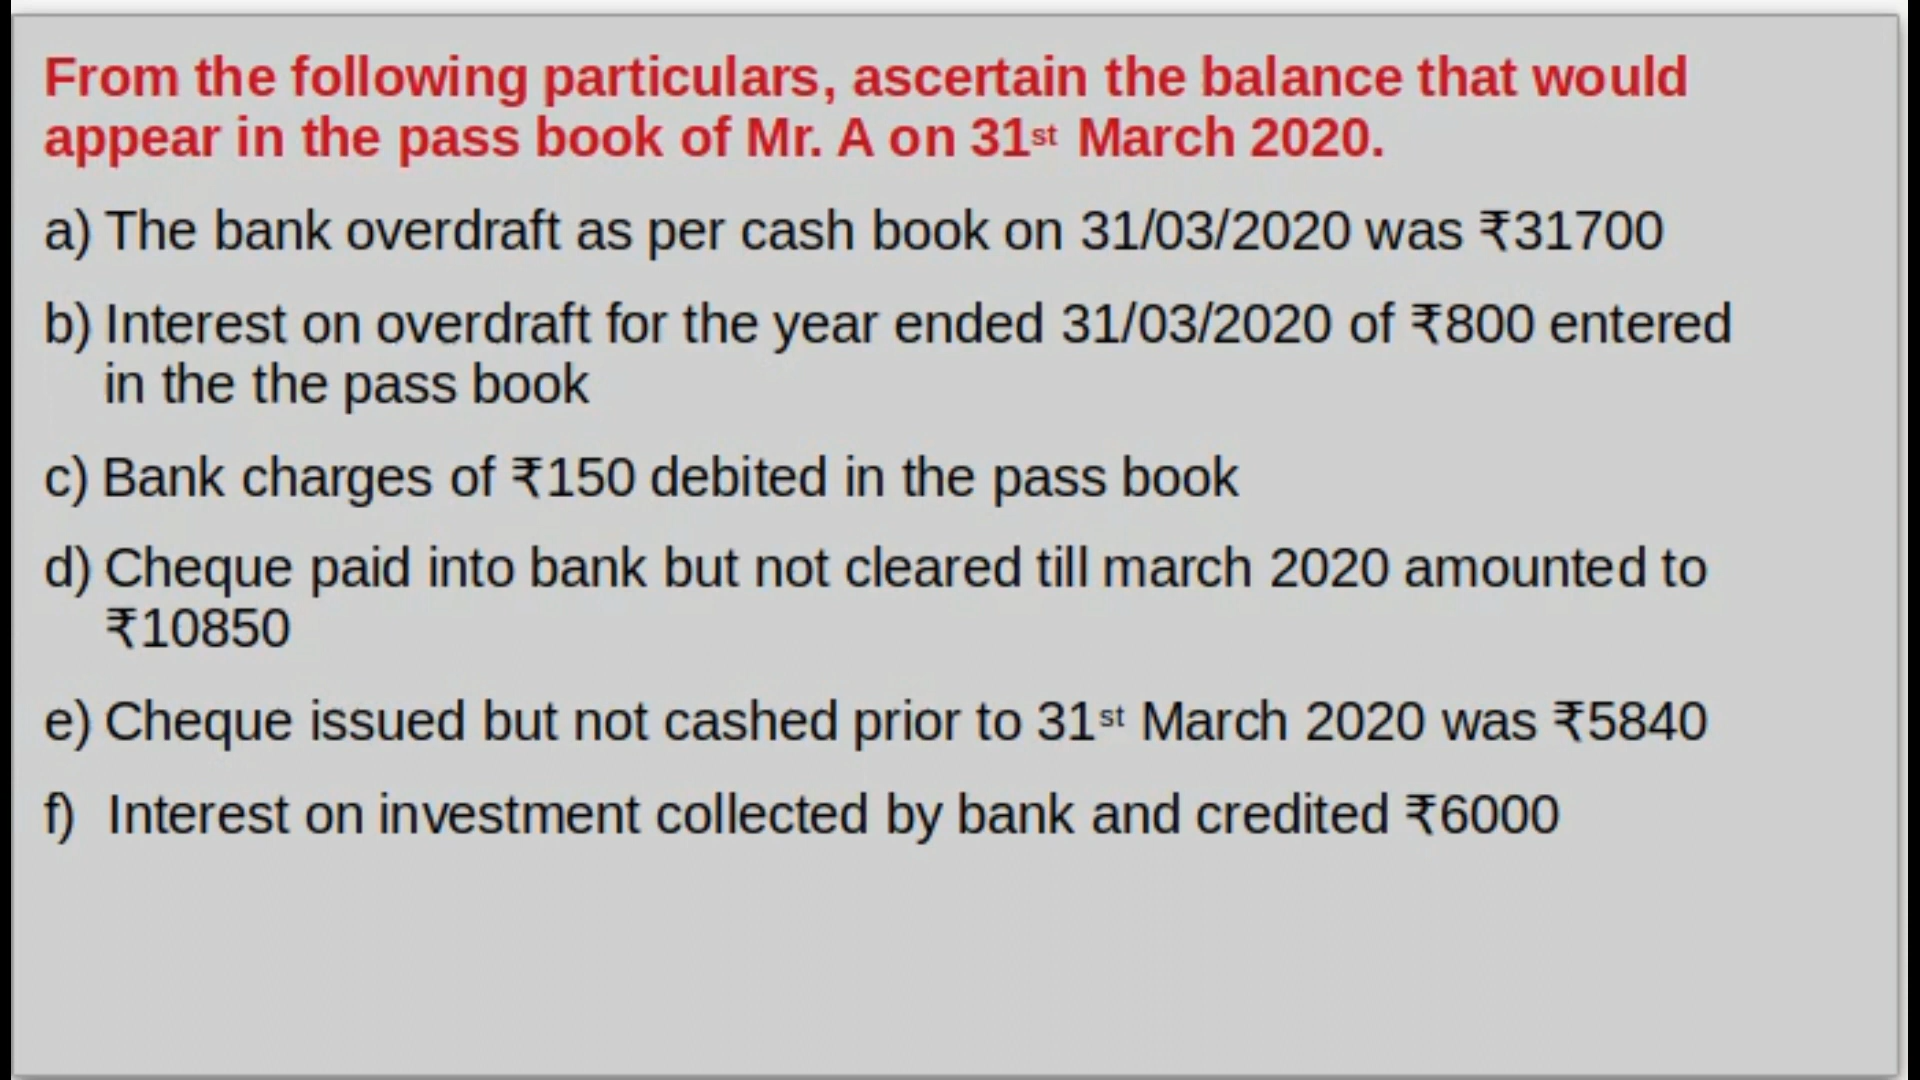 From the following particulars, ascertain the balance that would
appear in the pass book of Mr. A on 31st March 2020.
a) The bank overdraft as per cash book on 31/03/2020 was ₹31700
b) Interest on overdraft for the year ended 31/03/2020 of ₹800 entered
in the the pass book
c) Bank charges of ₹150 debited in the pass book
d) Cheque paid into bank but not cleared till march 2020 amounted to
₹10850
e) Cheque issued but not cashed prior to 31st March 2020 was ₹5840
f) Interest on investment collected by bank and credited ₹6000